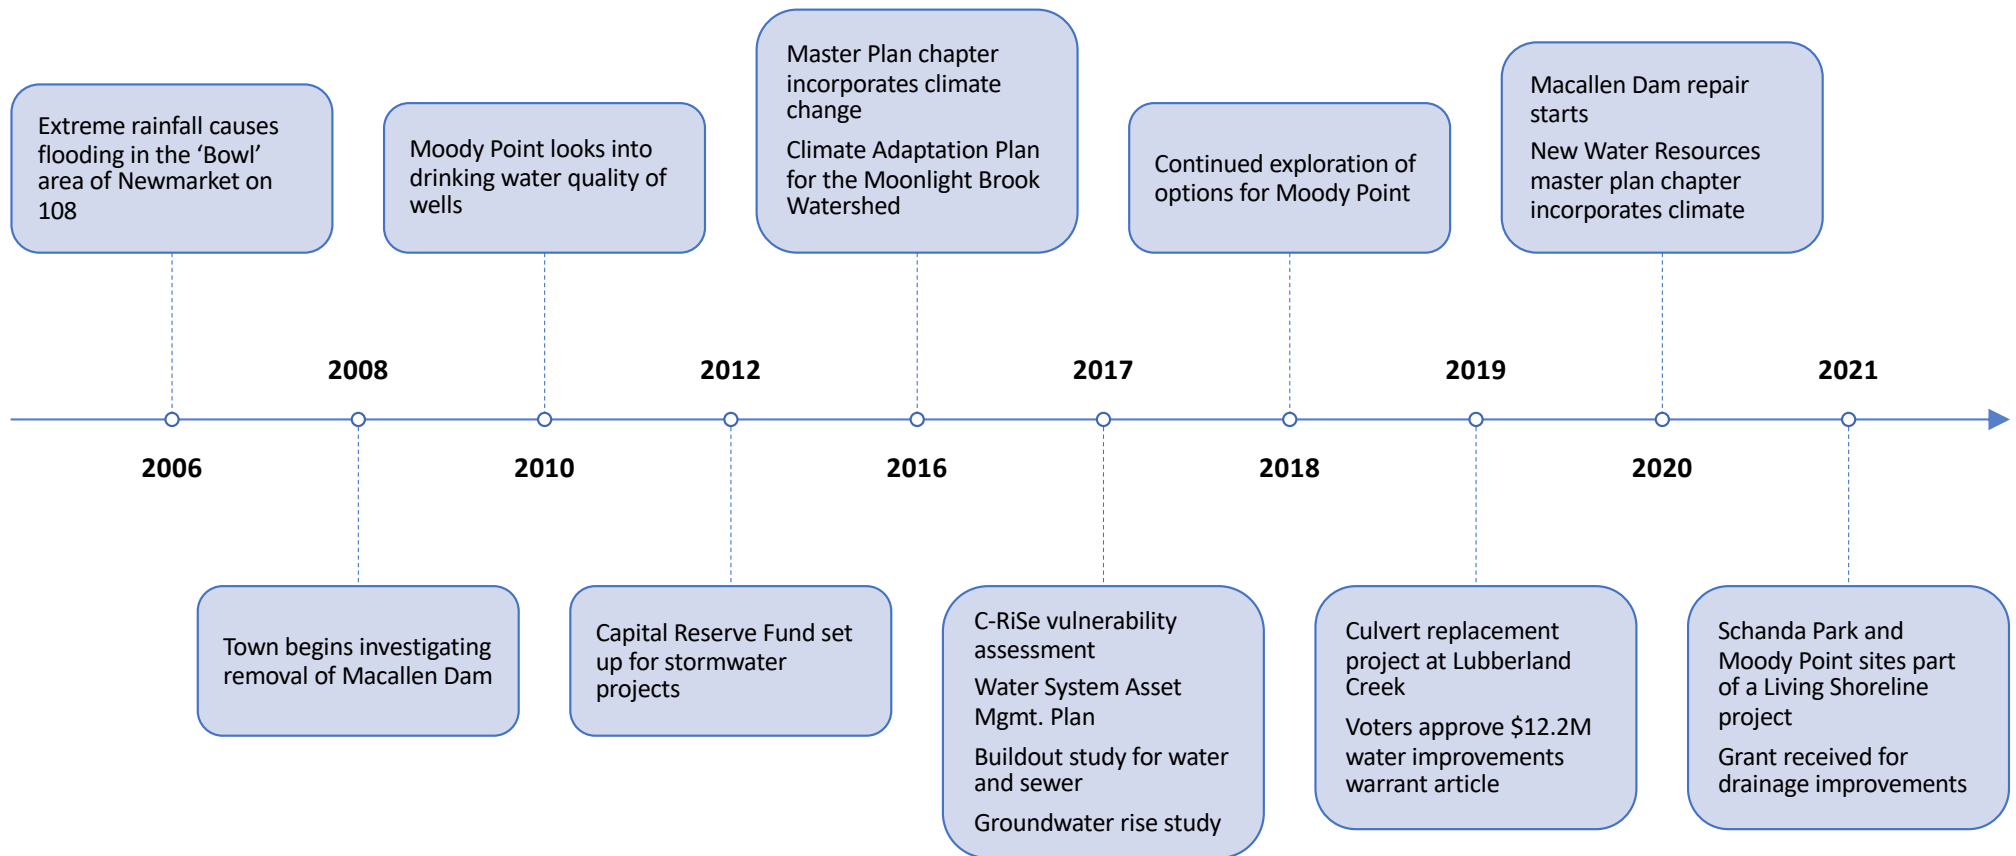 Extreme rainfall causes
flooding in the ‘Bowl’
area of Newmarket on
108
Moody Point looks into
drinking water quality of
wells
Master Plan chapter
incorporates climate
change
Climate Adaptation Plan
for the Moonlight Brook
Watershed
Continued exploration of
options for Moody Point
Macallen Dam repair
starts
New Water Resources
master plan chapter
incorporates climate
2008
2012
2017
2019
2021
2006
2010
2016
2018
2020
Town begins investigating
removal of Macallen Dam
Capital Reserve Fund set
up for stormwater
projects
C-RiSe vulnerability
assessment
Water System Asset
Mgmt. Plan
Buildout study for water
and sewer
Groundwater rise study
Culvert replacement
project at Lubberland
Creek
Voters approve $12.2M
water improvements
warrant article
Schanda Park and
Moody Point sites part
of a Living Shoreline
project
Grant received for
drainage improvements